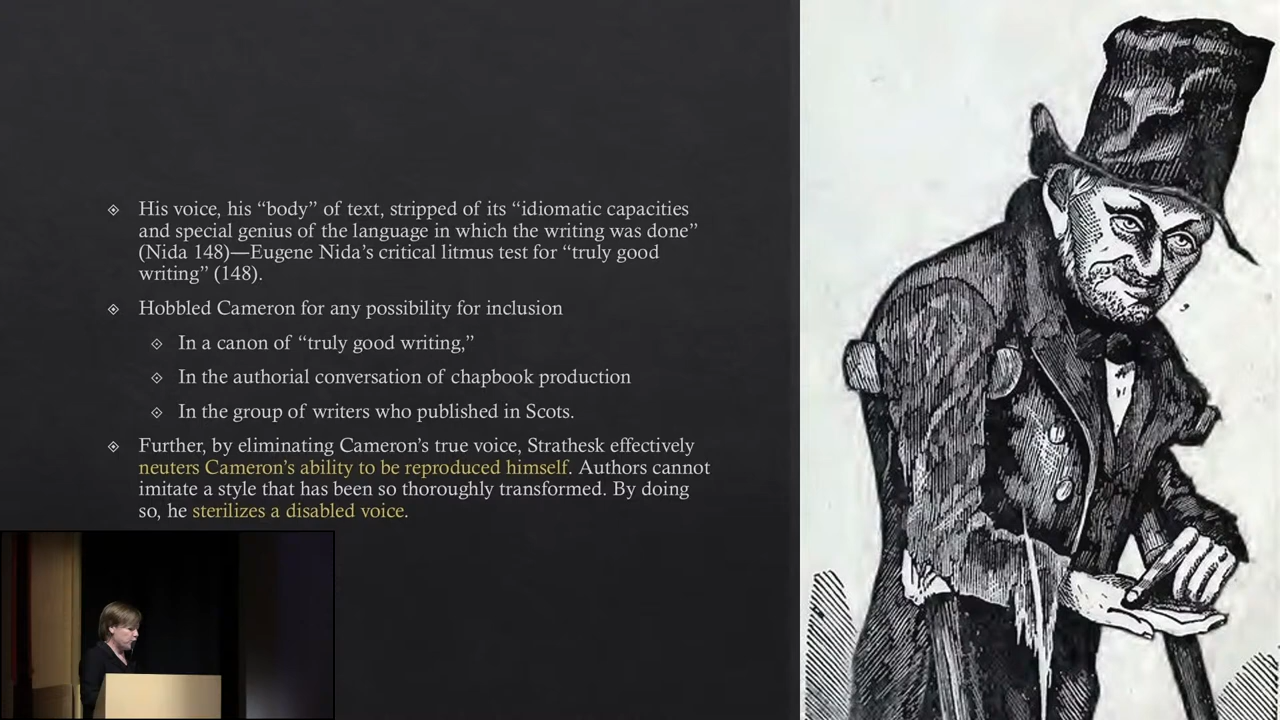 His voice, his “body” of text, stripped of its “idiomatic capacities
and special genius of the language in which the writing was done”
(Nida 148)—Eugene Nida’s critical litmus test for “truly good
writing” (148).
Hobbled Cameron for any possibility for inclusion
In a canon of “truly good writing,”
In the authorial conversation of chapbook production
In the group of writers who published in Scots.
Further, by eliminating Cameron’s true voice, Strathesk effectively
neuters Cameron’s ability to be reproduced himself. Authors cannot
imitate a style that has been so thoroughly transformed. By doing
so, he sterilizes a disabled voice.